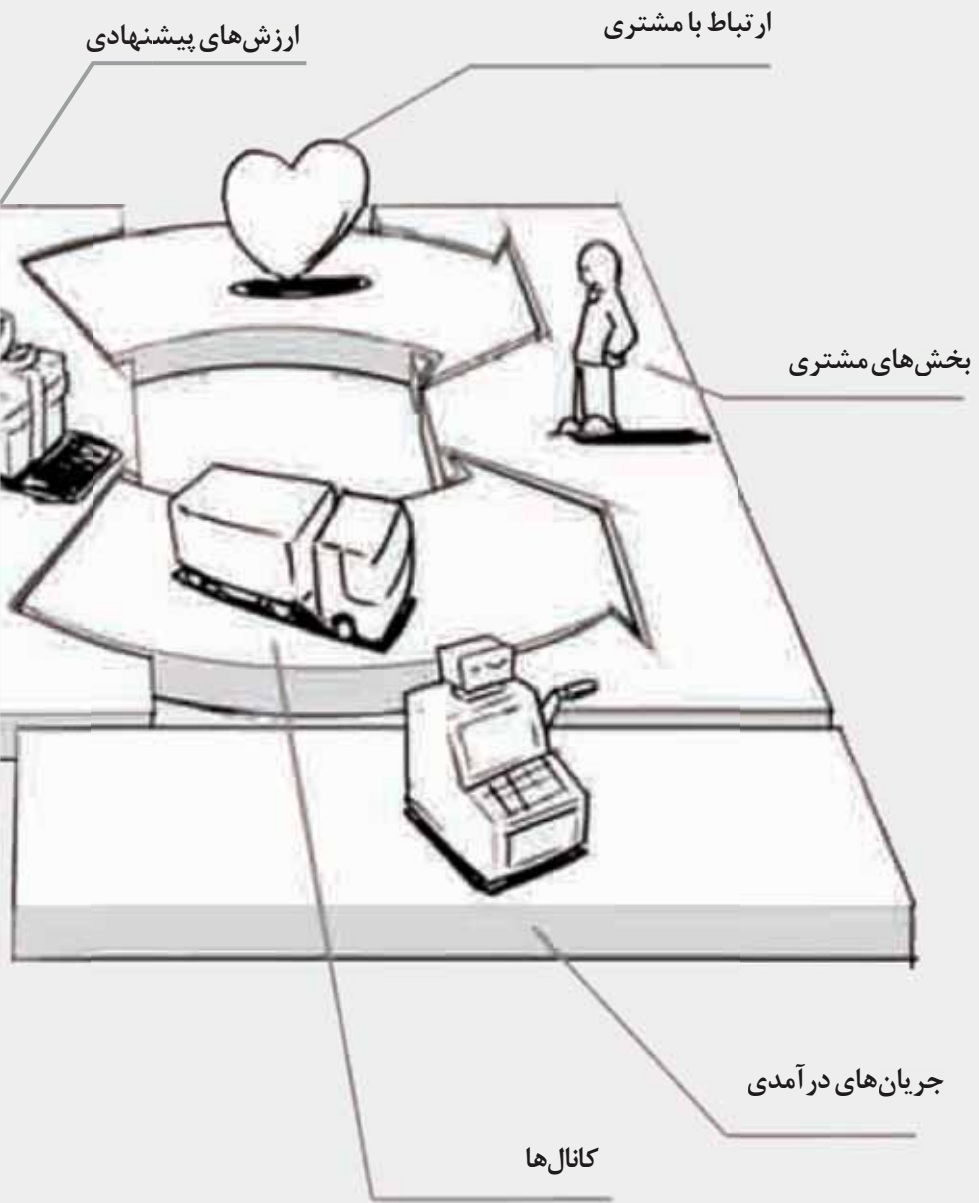 ارتباط با مشتری
ارزش‌های پیشنهادی
بخش‌های مشتری
جریان‌های درآمدی
کانال‌ها